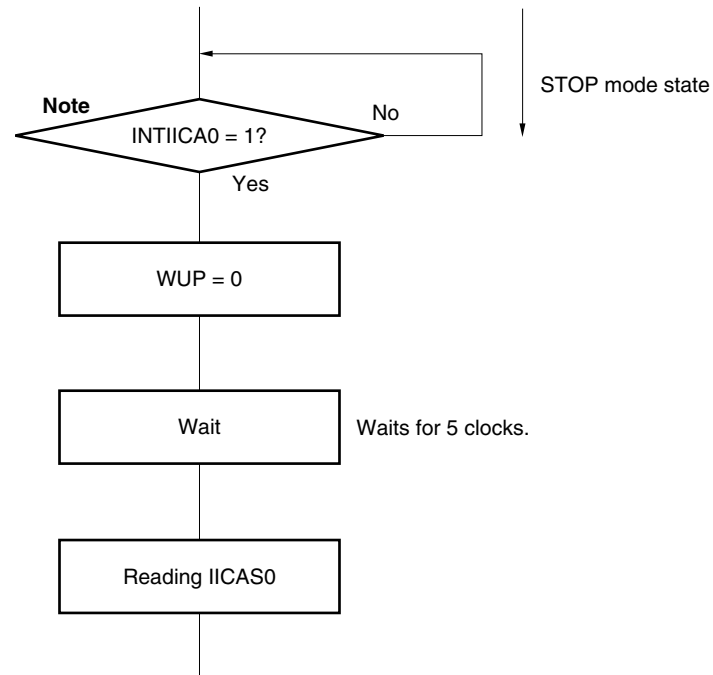 STOP mode state
Note
No
INTIICA0 = 1?
Yes
WUP = 0
Wait
Waits for 5 clocks.
Reading IICAS0